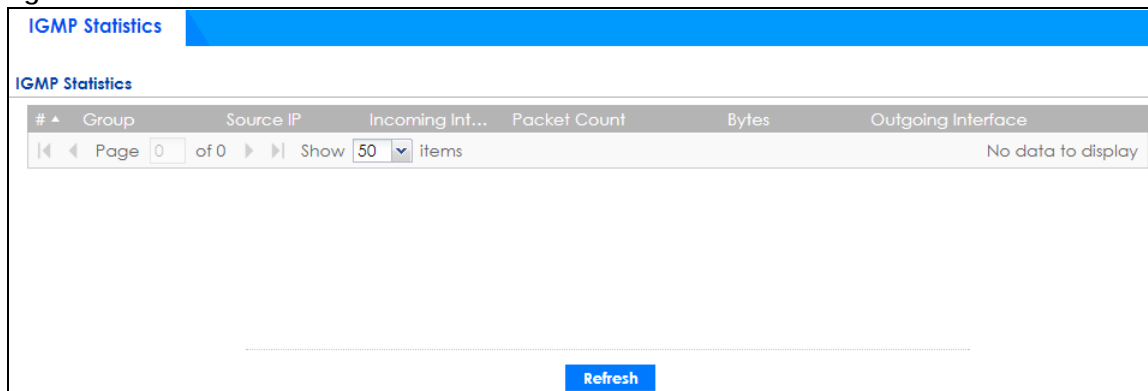 IGMP Statistics
IGMP Statistics
# Group Source IP Incoming Int... Packet Count Bytes Outgoing Interface
Page 0 of 0 Show 50 items No data to display
Refresh